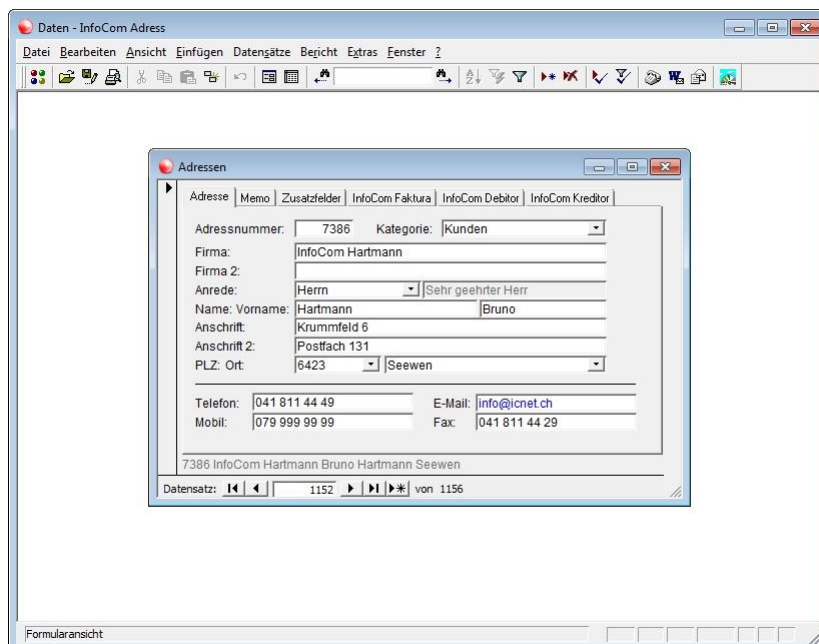 Daten - InfoCom Adress
Datei Bearbeiten Ansicht Einfügen Datensätze Bericht Extras Fenster ?
Adressen
Adresse Memo Zusatzfelder InfoCom Faktura InfoCom Debitor InfoCom Kreditor
Adressnummer: 7386 Kategorie: Kunden
Firma: InfoCom Hartmann
Firma 2:
Anrede: Herrn Sehr geehrter Herr
Name: Vorname: Hartmann Bruno
Anschrift: Krummfeld 6
Anschrift 2: Postfach 131
PLZ: Ort: 6423 Seewen
Telefon: 041 811 44 49 E-Mail: info@icnet.ch
Mobil: 079 999 99 99 Fax: 041 811 44 29
7386 InfoCom Hartmann Bruno Hartmann Seewen
Datensatz: 1152 von 1156
Formularansicht